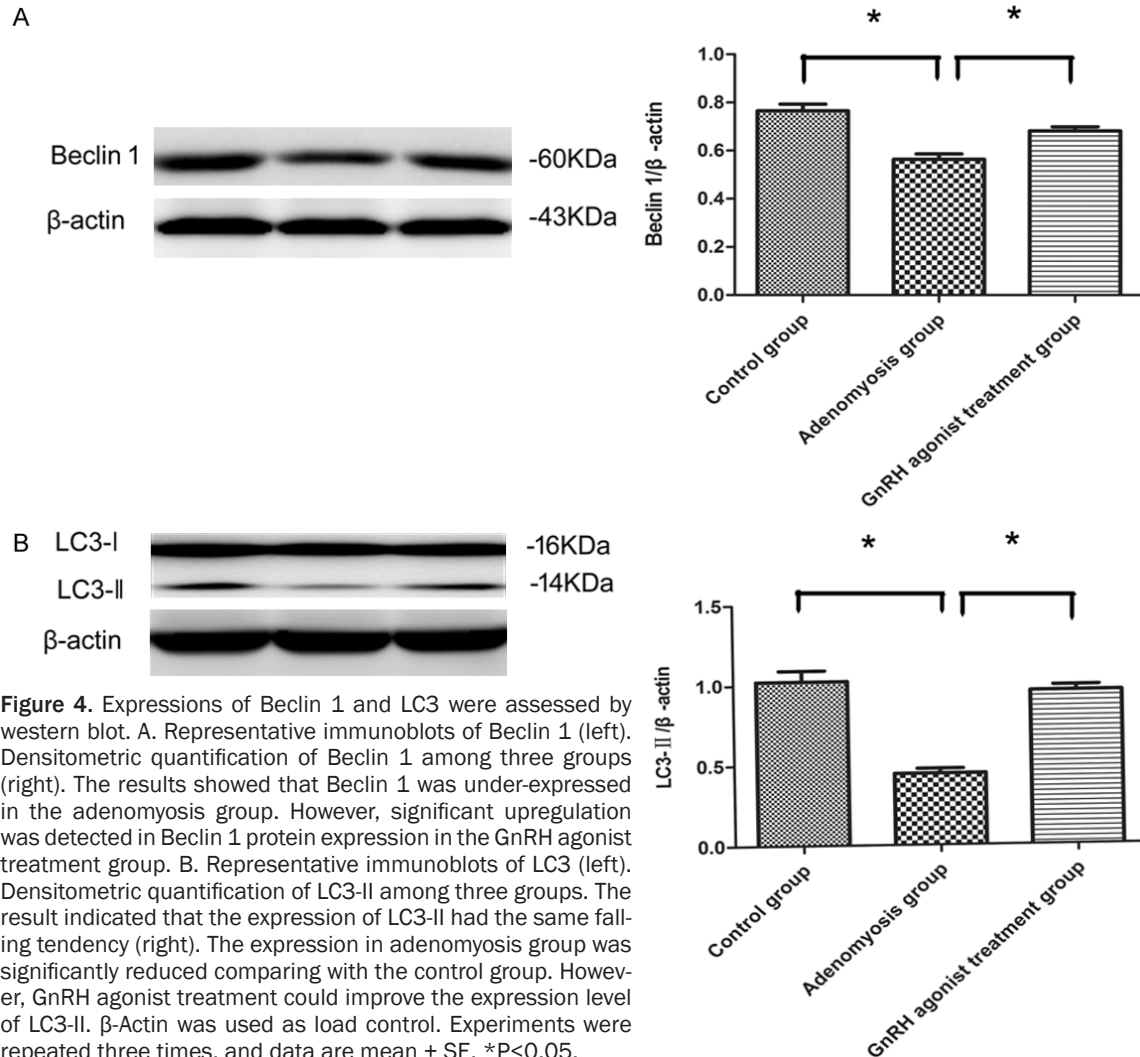 A
Beclin 1
-60KDa
β-actin
-43KDa
*
*
1.0
0.8
0.6
0.4
0.2
0.0
Beclin 1/β -actin
Control group
Adenomyosis group
GnRH agonist treatment group
B
LC3-I
-16KDa
LC3-II
-14KDa
β-actin
*
*
1.5
1.0
0.5
0.0
LC3-II/β -actin
Control group
Adenomyosis group
GnRH agonist treatment group
Figure 4. Expressions of Beclin 1 and LC3 were assessed by
western blot. A. Representative immunoblots of Beclin 1 (left).
Densitometric quantification of Beclin 1 among three groups
(right). The results showed that Beclin 1 was under-expressed
in the adenomyosis group. However, significant upregulation
was detected in Beclin 1 protein expression in the GnRH agonist
treatment group. B. Representative immunoblots of LC3 (left).
Densitometric quantification of LC3-II among three groups. The
result indicated that the expression of LC3-II had the same fall-
ing tendency (right). The expression in adenomyosis group was
significantly reduced comparing with the control group. Howev-
er, GnRH agonist treatment could improve the expression level
of LC3-II. β-Actin was used as load control. Experiments were
repeated three times, and data are mean ± SE. *P<0.05.